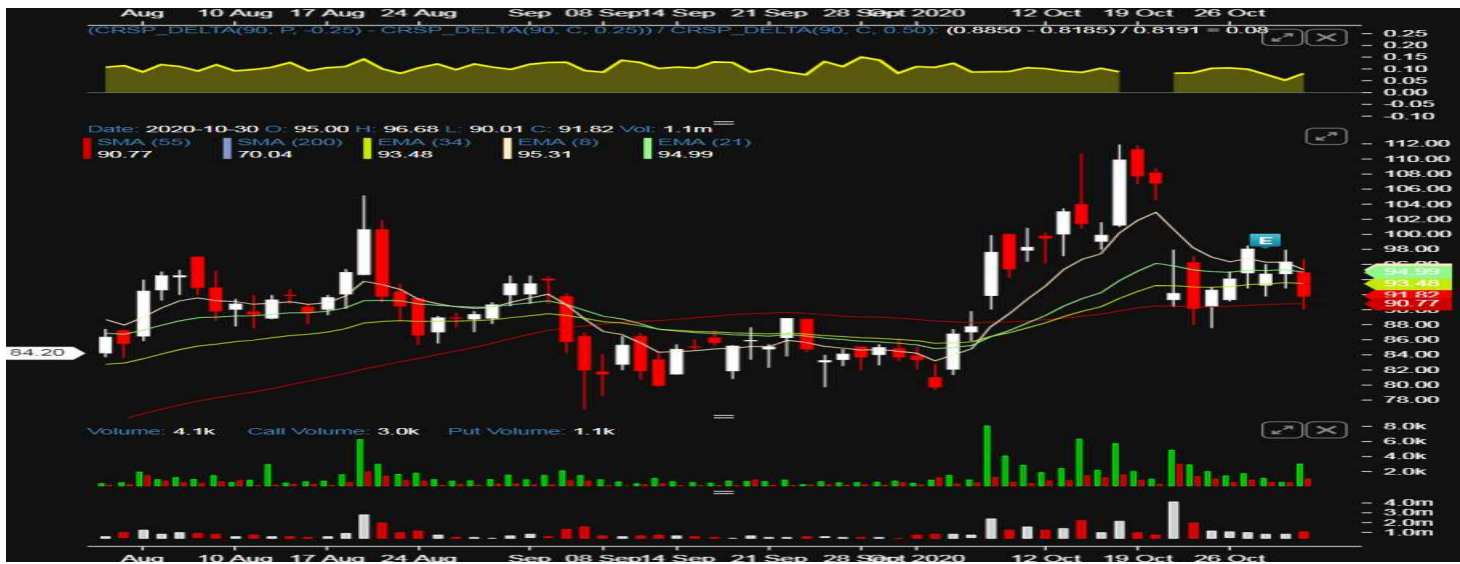 Aug 10 Aug 17 Aug 24 Aug Sep 08 Sep 14 Sep 21 Sep 28 Sep Oct 2020 12 Oct 19 Oct 26 Oct
(CRSP_DELTA(90, P, -0.25) - CRSP_DELTA(90, C, 0.25)) / CRSP_DELTA(90, C, 0.50): (0.8850 - 0.8185) / 0.8191 = 0.08
0.25
0.20
0.15
0.10
0.05
0.00
-0.05
-0.10
Date: 2020-10-30 O: 95.00 H: 96.68 L: 90.01 C: 91.82 Vol: 1.1m
SMA (55) SMA (200) EMA (34) EMA (8) EMA (21)
90.77 70.04 93.48 95.31 94.99
112.00
110.00
108.00
106.00
104.00
102.00
100.00
98.00
E
94.99
93.48
91.82
90.77
88.00
86.00
84.20
84.00
82.00
80.00
78.00
Volume: 4.1k Call Volume: 3.0k Put Volume: 1.1k
8.0k
6.0k
4.0k
2.0k
4.0m
3.0m
2.0m
1.0m
Aug 10 Aug 17 Aug 24 Aug Sep 08 Sep 14 Sep 21 Sep 28 Sep Oct 2020 12 Oct 19 Oct 26 Oct